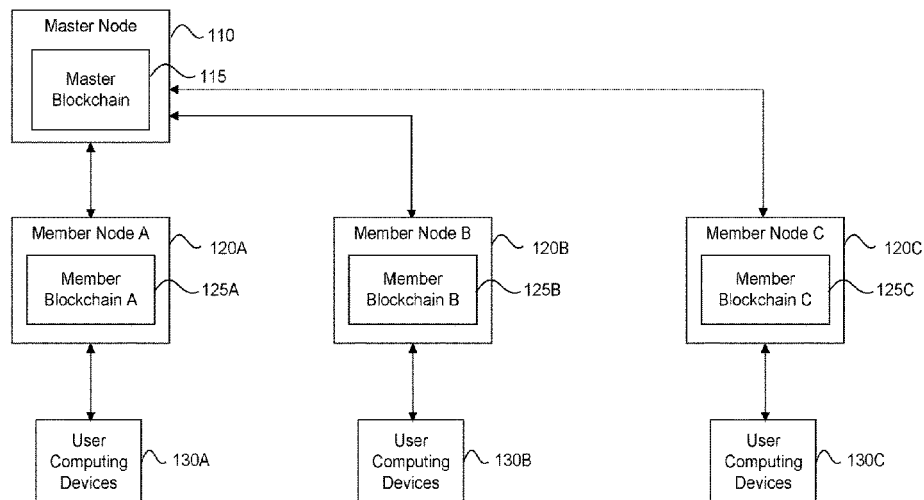 Master Node
110
Master
Blockchain
115
Member Node A
120A
Member
Blockchain A
125A
Member Node B
120B
Member
Blockchain B
125B
Member Node C
120C
Member
Blockchain C
125C
User
Computing
Devices
130A
User
Computing
Devices
130B
User
Computing
Devices
130C